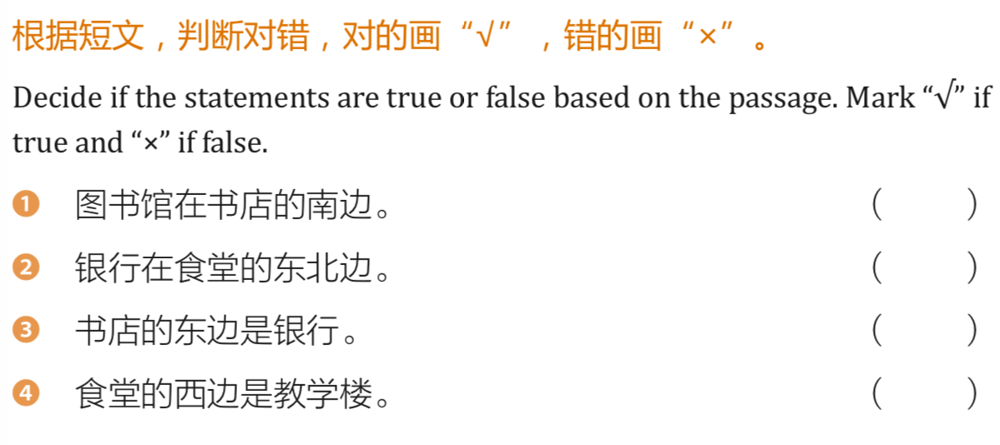 根据短文，判断对错，对的画“√”，错的画“×”。
Decide if the statements are true or false based on the passage. Mark “√” if
true and “×” if false.
1 图书馆在书店的南边。 （ ）
2 银行在食堂的东北边。 （ ）
3 书店的东边是银行。 （ ）
4 食堂的西边是教学楼。 （ ）